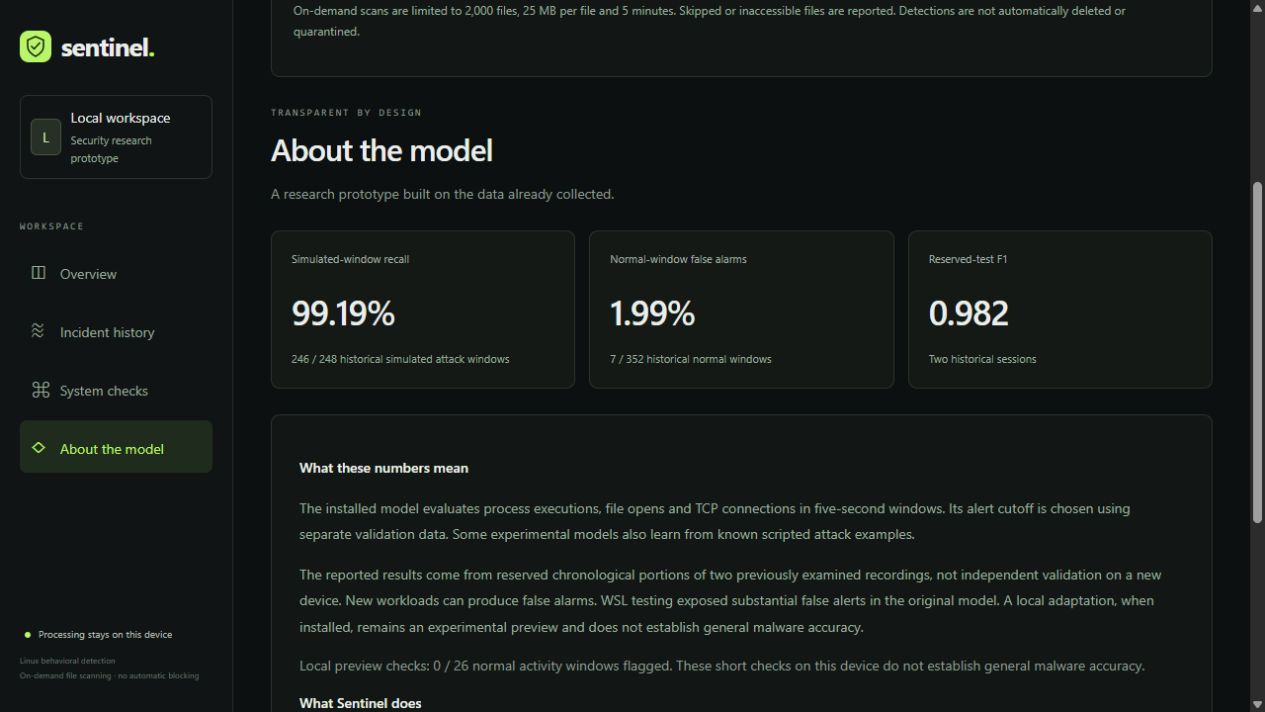 sentinel.
Local workspace
L
Security research
prototype
WORKSPACE
Overview
Incident history
System checks
About the model
Processing stays on this device
Linux behavioral detection
On-demand file scanning · no automatic blocking
On-demand scans are limited to 2,000 files, 25 MB per file and 5 minutes. Skipped or inaccessible files are reported. Detections are not automatically deleted or
quarantined.
TRANSPARENT BY DESIGN
About the model
A research prototype built on the data already collected.
Simulated-window recall
99.19%
246 / 248 historical simulated attack windows
Normal-window false alarms
1.99%
7 / 352 historical normal windows
Reserved-test F1
0.982
Two historical sessions
What these numbers mean
The installed model evaluates process executions, file opens and TCP connections in five-second windows. Its alert cutoff is chosen using
separate validation data. Some experimental models also learn from known scripted attack examples.
The reported results come from reserved chronological portions of two previously examined recordings, not independent validation on a new
device. New workloads can produce false alarms. WSL testing exposed substantial false alerts in the original model. A local adaptation, when
installed, remains an experimental preview and does not establish general malware accuracy.
Local preview checks: 0 / 26 normal activity windows flagged. These short checks on this device do not establish general malware accuracy.
What Sentinel does